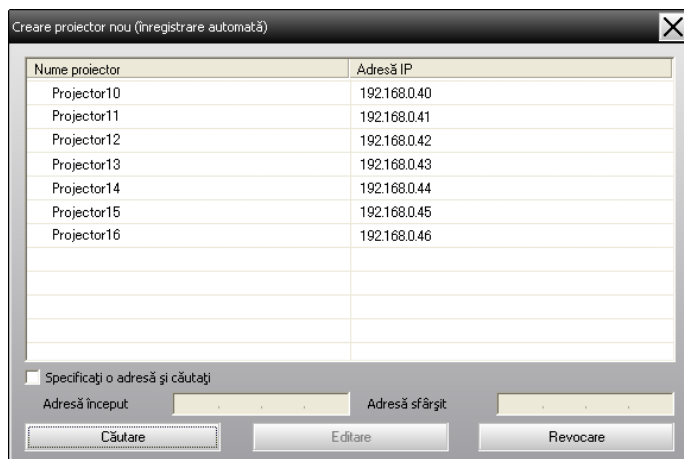 Creare proiector nou (înregistrare automată)
Nume proiector Adresă IP
Projector10 192.168.0.40
Projector11 192.168.0.41
Projector12 192.168.0.42
Projector13 192.168.0.43
Projector14 192.168.0.44
Projector15 192.168.0.45
Projector16 192.168.0.46
Specificaţi o adresă şi căutaţi
Adresă început . . . Adresă sfârşit . . .
Căutare Editare Revocare